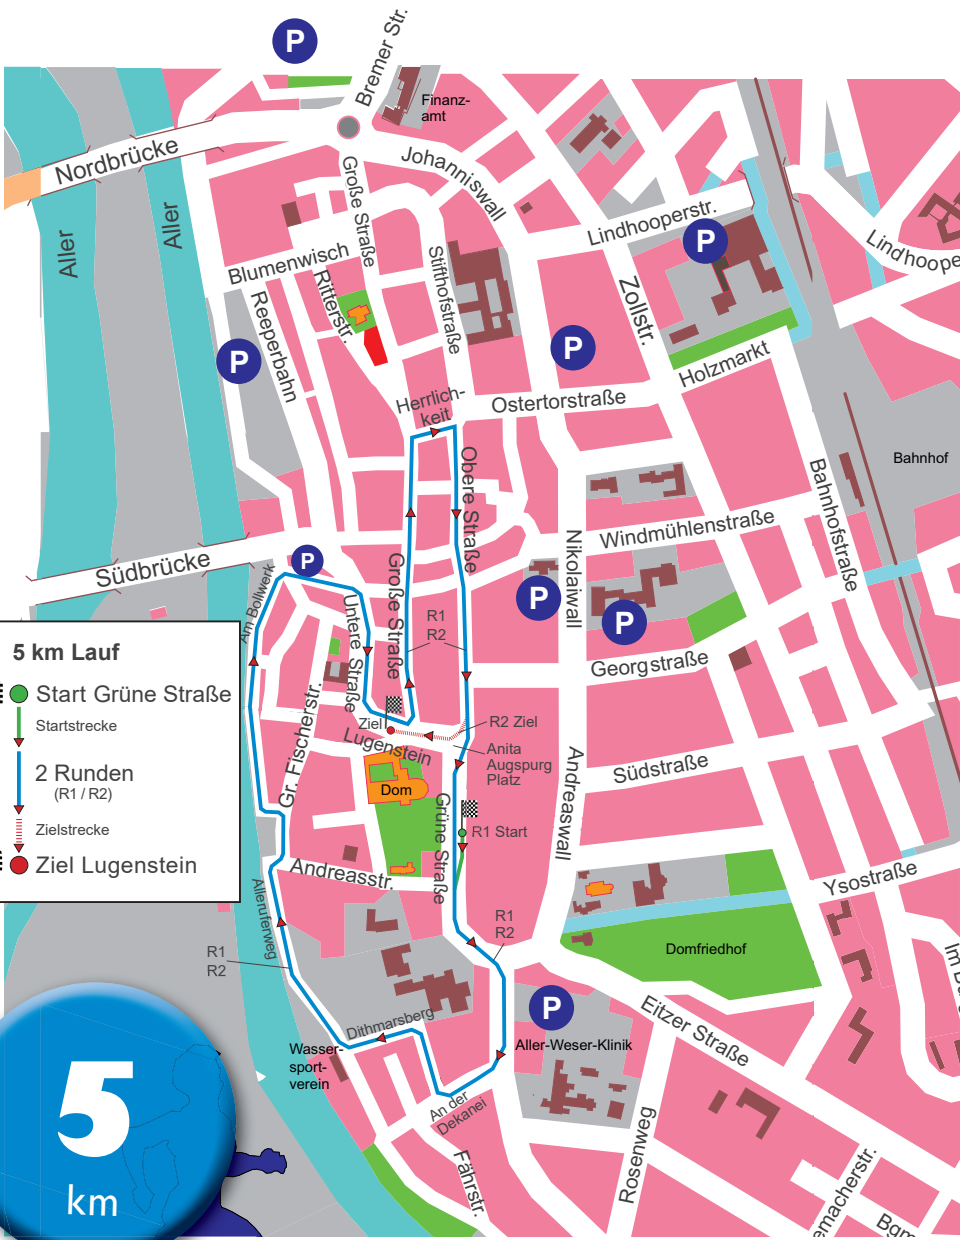 P
Bremer Str.
Finanz-
amt
Nordbrücke
Johanniswall
Große Straße
Aller
Aller
Lindhooperstr.
P
Lindhoope
Blumenwisch
Ritterstr.
Stifthofstraße
Zollstr.
Reeperbahn
P
P
Holzmarkt
Herrlich-
keit
Ostertorstraße
Obere Straße
Bahnhof
Bahnhofstraße
Windmühlenstraße
Nikolaiwall
Südbrücke
P
Am Bollwerk
Untere Straße
Große Straße
R1
R2
P
P
Georgstraße
5 km Lauf
Start Grüne Straße
Startstrecke
2 Runden
(R1 / R2)
Zielstrecke
Ziel Lugenstein
Gr. Fischerstr.
Ziel
Lugenstein
R2 Ziel
Anita
Augspurg
Platz
Südstraße
Andreaswall
Dom
Grüne Straße
R1 Start
Andreasstr.
Ysostraße
Alleruferweg
R1
R2
R1
R2
Domfriedhof
P
Eitzer Straße
Dithmarsberg
Aller-Weser-Klinik
Wasser-
sport-
verein
An der
Dekanei
Fährstr.
Rosenweg
emacherstr.
Bgm
5
km